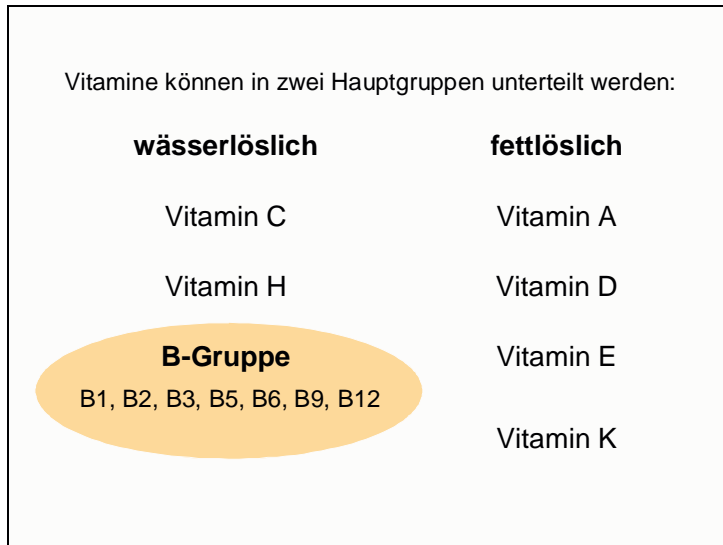 Vitamine können in zwei Hauptgruppen unterteilt werden:
wässerlöslich fettlöslich
Vitamin C Vitamin A
Vitamin H Vitamin D
B-Gruppe Vitamin E
B1, B2, B3, B5, B6, B9, B12
Vitamin K